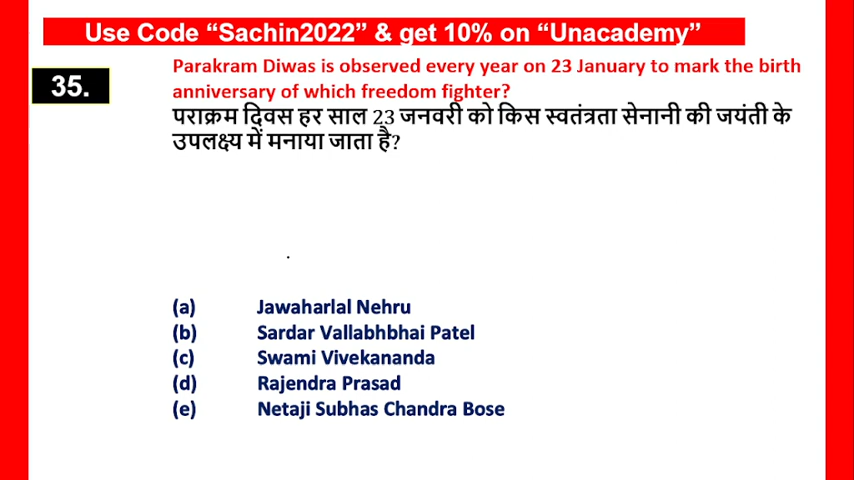 Use Code “Sachin2022” & get 10% on “Unacademy”
35.
Parakram Diwas is observed every year on 23 January to mark the birth
anniversary of which freedom fighter?
पराक्रम दिवस हर साल 23 जनवरी को किस स्वतंत्रता सेनानी की जयंती के
उपलक्ष्य में मनाया जाता है?
(a) Jawaharlal Nehru
(b) Sardar Vallabhbhai Patel
(c) Swami Vivekananda
(d) Rajendra Prasad
(e) Netaji Subhas Chandra Bose